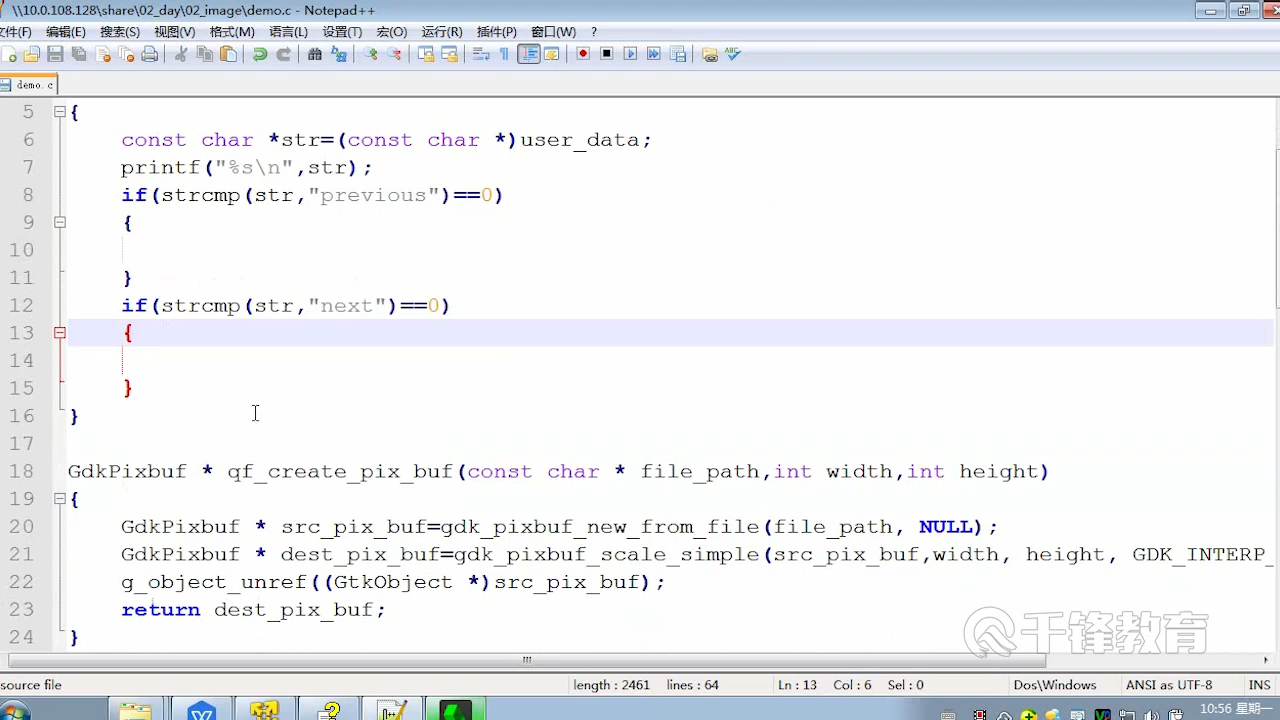 \\10.0.108.128\share\02_day\02_image\demo.c - Notepad++
文件(F) 编辑(E) 搜索(S) 视图(V) 格式(M) 语言(L) 设置(T) 宏(O) 运行(R) 插件(P) 窗口(W) ?
demo.c
5 {
6 const char *str=(const char *)user_data;
7 printf("%s\n",str);
8 if(strcmp(str,"previous")==0)
9 {
10
11 }
12 if(strcmp(str,"next")==0)
13 {
14
15 }
16 }
17
18 GdkPixbuf * qf_create_pix_buf(const char * file_path,int width,int height)
19 {
20 GdkPixbuf * src_pix_buf=gdk_pixbuf_new_from_file(file_path, NULL);
21 GdkPixbuf * dest_pix_buf=gdk_pixbuf_scale_simple(src_pix_buf,width, height, GDK_INTERP_
22 g_object_unref((GtkObject *)src_pix_buf);
23 return dest_pix_buf;
24 }
千锋教育
source file length : 2461 lines : 64 Ln : 13 Col : 6 Sel : 0 Dos\Windows ANSI as UTF-8 INS
10:56 星期一